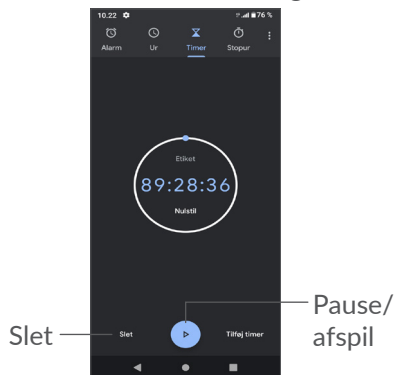 10.22 76 %
Alarm Ur Timer Stopur
Etiket
89:28:36
Nulstil
Pause/
afspil
Slet Slet Tilføj timer